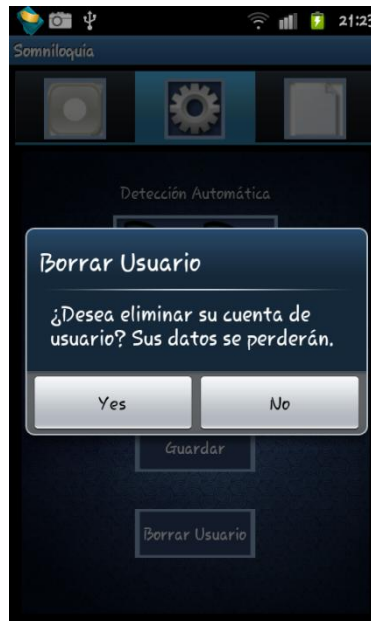 21:23
Somniloquía
Detección Automática
Borrar Usuario
¿Desea eliminar su cuenta de
usuario? Sus datos se perderán.
Yes No
Guardar
Borrar Usuario